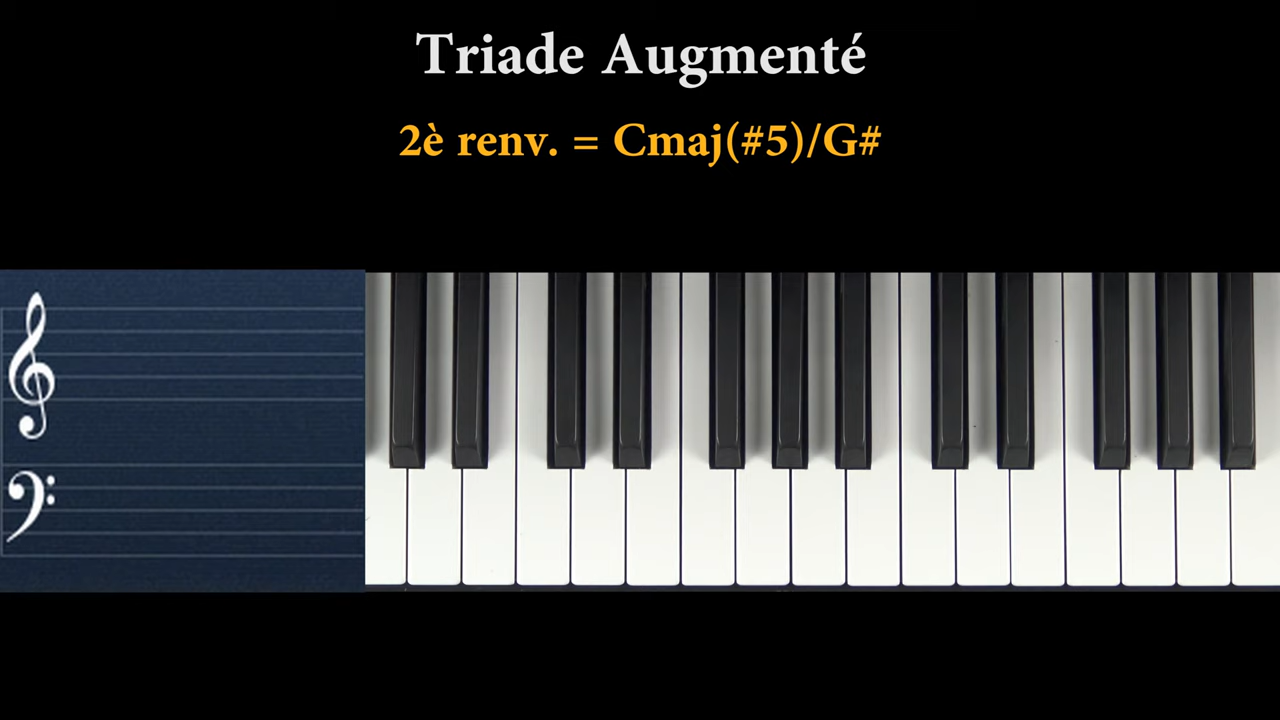 Triade Augmenté
2è renv. = Cmaj(#5)/G#